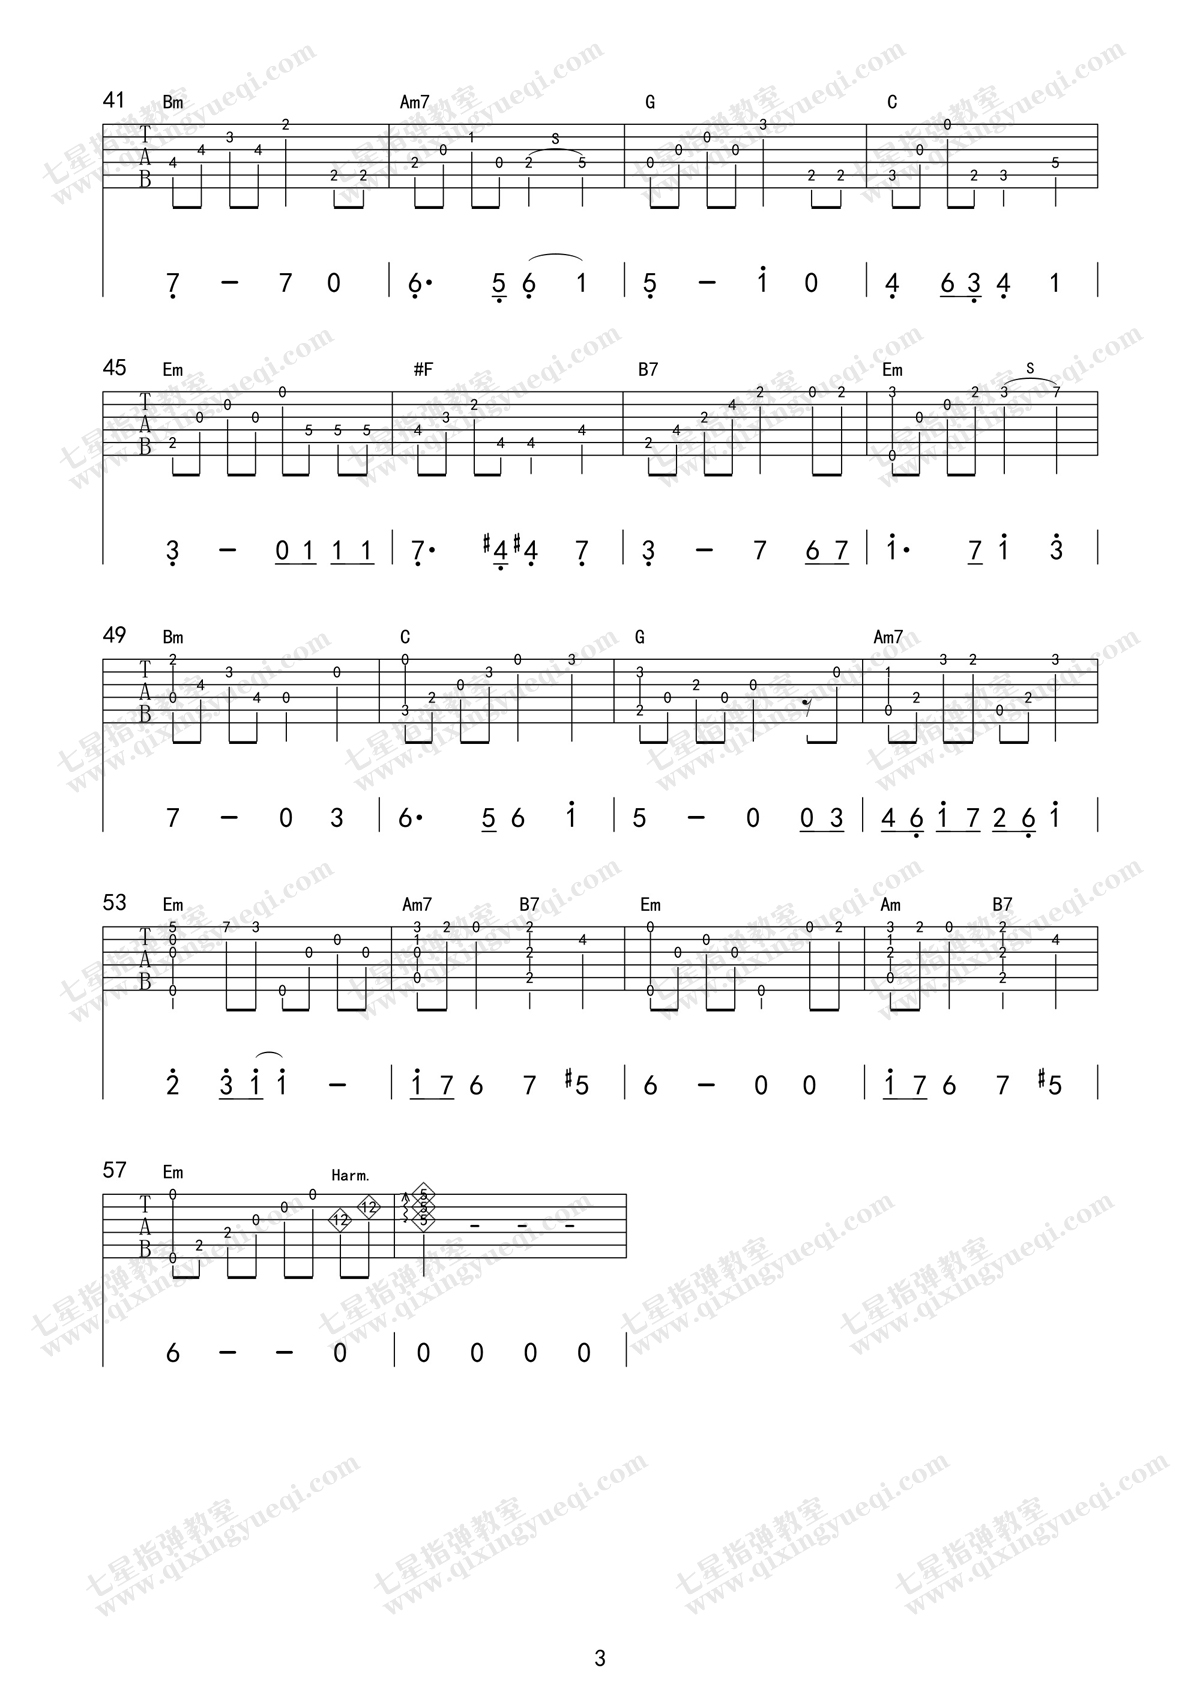 41 Bm Am7 G C
T 4 4 3 4 2 2 2 2 0 1 0 2 S 5 0 0 0 0 3 2 2 3 0 0 2 3 5
A
B
7 - 7 0 6· 5 6 1 5 - 1 0 4 6 3 4 1
45 Em #F B7 Em
T 2 0 0 0 0 5 5 5 4 3 2 4 4 4 2 4 2 4 2 0 2 3 0 0 0 2 3 S 7
A
B
3 - 0 1 1 1 7· #4 #4 7 3 - 7 6 7 1· 7 1 3
49 Bm C G Am7
T 2 0 4 3 4 0 0 0 3 2 0 3 0 3 3 2 0 2 0 0 0 1 0 2 3 2 0 2 3
A
B
7 - 0 3 6· 5 6 1 5 - 0 0 3 4 6 1 7 2 6 1
53 Em Am7 B7 Em Am B7
T 5 0 0 0 7 3 0 0 0 0 3 1 0 0 2 0 2 2 2 4 0 0 0 0 0 0 0 2 3 1 2 0 2 0 2 2 2 4
A
B
2 3 1 1 - 1 7 6 7 #5 6 - 0 0 1 7 6 7 #5
57 Em Harm.
T 0 0 2 2 0 0 0 12 12 5 5 5 - - -
A
B
6 - - 0 0 0 0 0
七星指弹教室
www.qixingyueqi.com
3